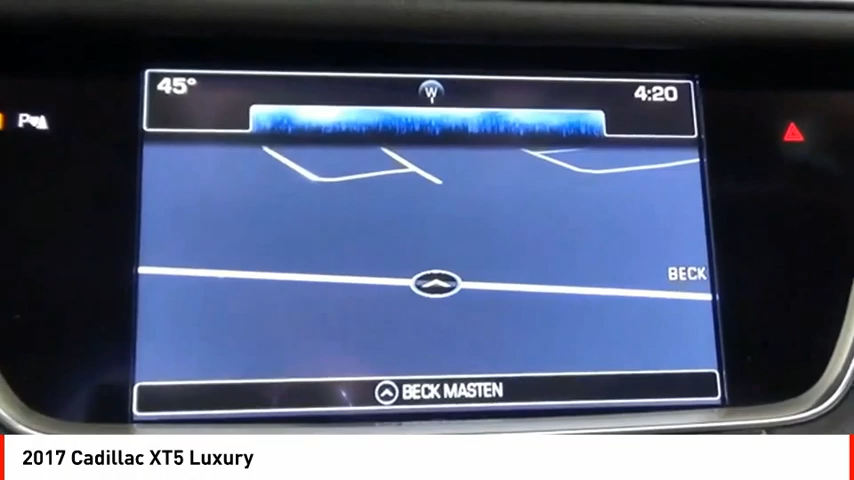 45°
W
4:20
P
BECK
BECK MASTEN
2017 Cadillac XT5 Luxury